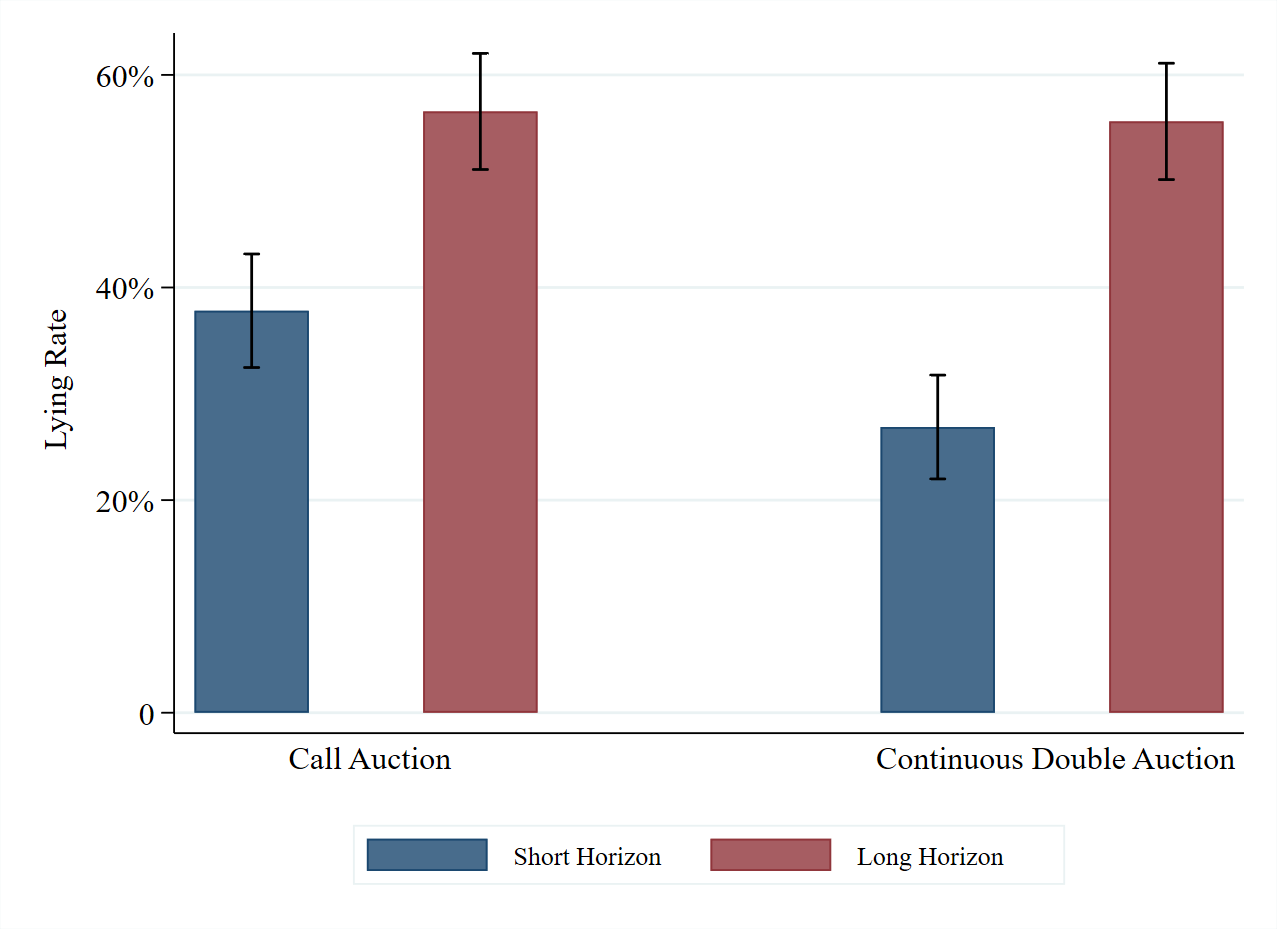 60%
40%
20%
0
Lying Rate
Call Auction
Continuous Double Auction
Short Horizon
Long Horizon